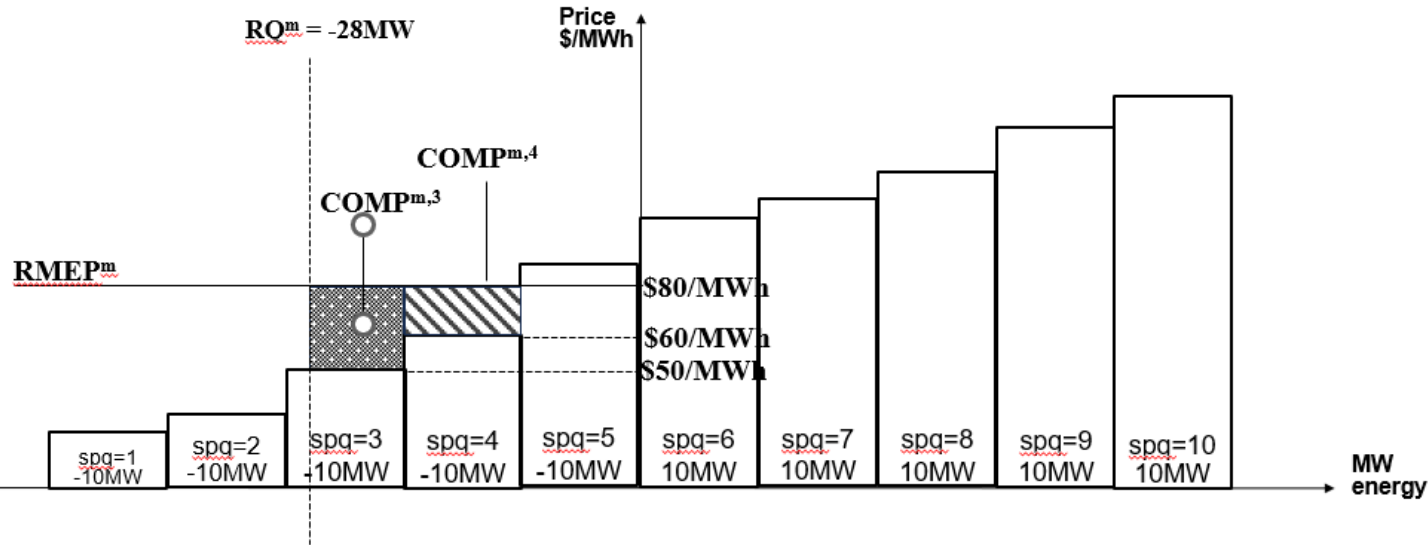 RQᵐ = -28MW
Price
$/MWh
COMPᵐ,⁴
COMPᵐ,³
RMEPᵐ
$80/MWh
$60/MWh
$50/MWh
spq=1
-10MW
spq=2
-10MW
spq=3
-10MW
spq=4
-10MW
spq=5
-10MW
spq=6
10MW
spq=7
10MW
spq=8
10MW
spq=9
10MW
spq=10
10MW
MW
energy